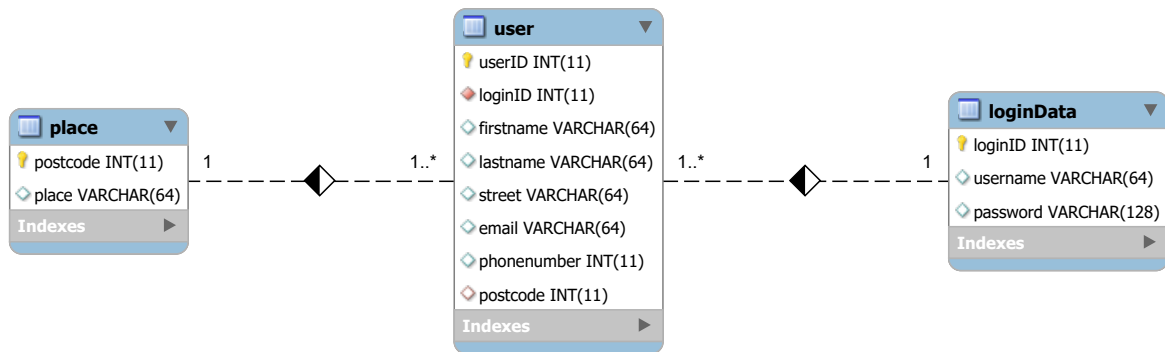 place
postcode INT(11)
place VARCHAR(64)
Indexes
1
1..*
user
userID INT(11)
loginID INT(11)
firstname VARCHAR(64)
lastname VARCHAR(64)
street VARCHAR(64)
email VARCHAR(64)
phonenumber INT(11)
postcode INT(11)
Indexes
1..*
1
loginData
loginID INT(11)
username VARCHAR(64)
password VARCHAR(128)
Indexes